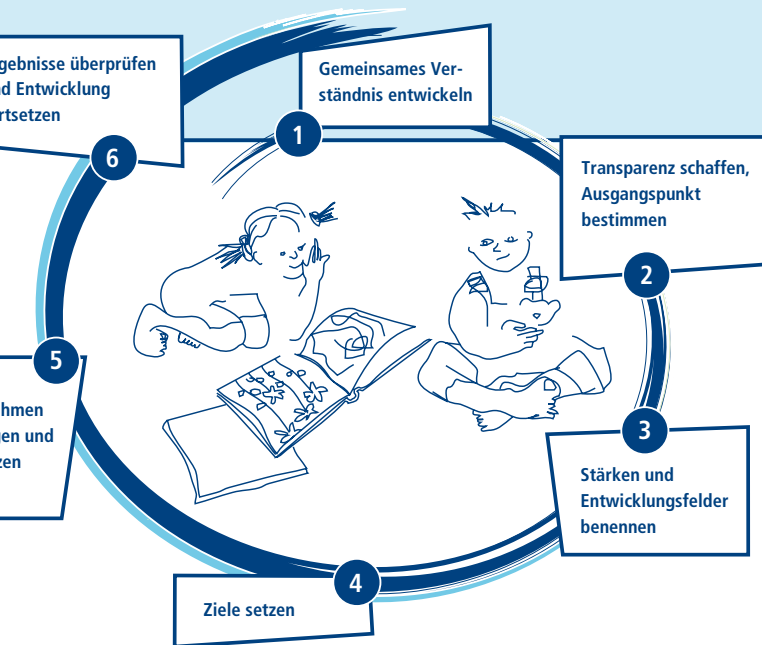 1
Gemeinsames Ver-
ständnis entwickeln
2
Transparenz schaffen,
Ausgangspunkt
bestimmen
3
Stärken und
Entwicklungsfelder
benennen
4
Ziele setzen
5
hmen
gen und
zen
6
gebnisse überprüfen
d Entwicklung
rtsetzen